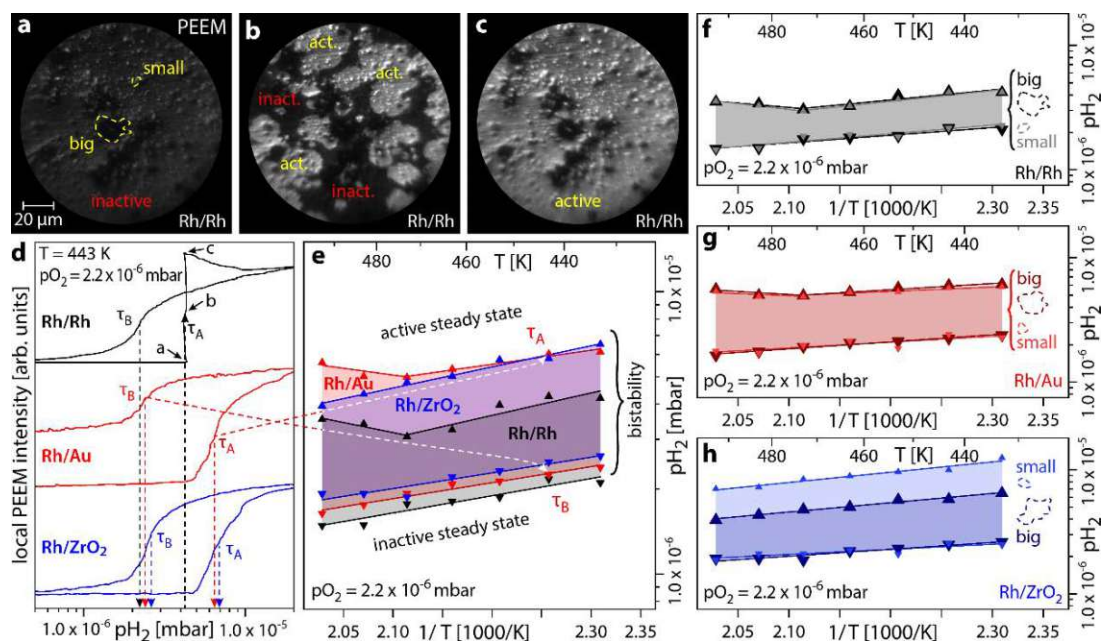 a
PEEM
small
big
inactive
20 µm
Rh/Rh
b
act.
act.
inact.
act.
inact.
Rh/Rh
c
active
Rh/Rh
d
T = 443 K
pO2 = 2.2x10-6 mbar
c
b
τB
Rh/Rh
τA
a
τB
Rh/Au
τA
τB
Rh/ZrO2
τA
local PEEM intensity [arb. units]
1.0 x 10-6
pH2 [mbar]
1.0 x 10-5
e
480
460
T [K]
440
active steady state
τA
Rh/Au
Rh/ZrO2
Rh/Rh
bistability
τB
inactive steady state
pO2 = 2.2 x 10-6 mbar
1.0 x 10-5
pH2 [mbar]
1.0 x 10-6
2.05
2.10
1/T [1000/K]
2.30
2.35
f
480
T [K]
460
440
big
small
pO2 = 2.2 x 10-6 mbar
Rh/Rh
1.0 x 10-5
pH2
1.0 x 10-6
2.05
2.10
1/T [1000/K]
2.30
2.35
g
480
T [K]
460
440
big
small
pO2 = 2.2 x 10-6 mbar
Rh/Au
1.0 x 10-5
pH2
1.0 x 10-6
2.05
2.10
1/T [1000/K]
2.30
2.35
h
480
T [K]
460
440
small
big
pO2 = 2.2 x 10-6 mbar
Rh/ZrO2
1.0 x 10-5
pH2
1.0 x 10-6
2.05
2.10
1/T [1000/K]
2.30
2.35